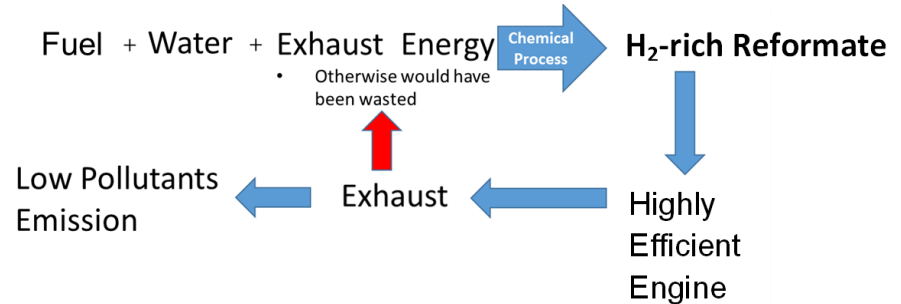 Fuel + Water + Exhaust Energy
Chemical
Process
H₂-rich Reformate
• Otherwise would have
been wasted
Low Pollutants
Emission
Exhaust
Highly
Efficient
Engine